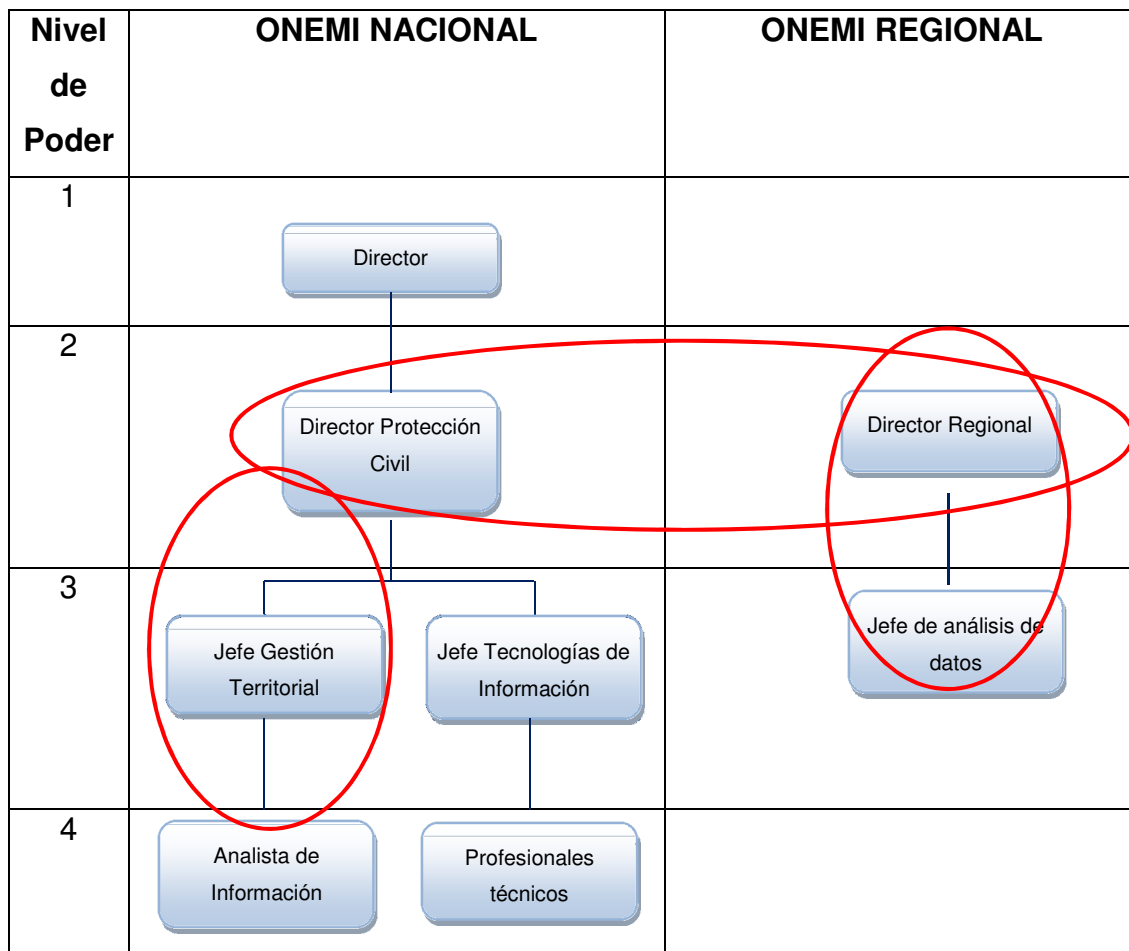 Nivel
de
Poder
ONEMI NACIONAL
ONEMI REGIONAL
1
Director
2
Director Protección
Civil
Director Regional
3
Jefe Gestión
Territorial
Jefe Tecnologías de
Información
Jefe de análisis de
datos
4
Analista de
Información
Profesionales
técnicos